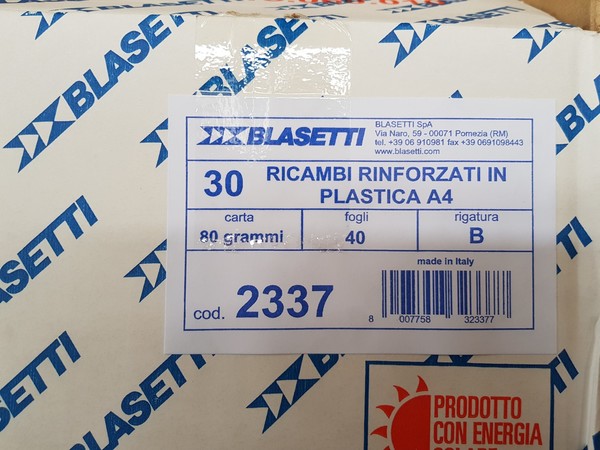 BLASETTI
BLASETTI
BLASETTI SpA
Via Naro, 59 - 00071 Pomezia (RM)
tel. +39 06 910981 fax +39 0691098443
www.blasetti.com
30 RICAMBI RINFORZATI IN
PLASTICA A4
carta fogli rigatura
80 grammi 40 B
made in Italy
cod. 2337
8 007758 323377
BLASETTI
BLASETTI
BLASETTI
BLASETTI
PRODOTTO
CON ENERGIA
SOLARE